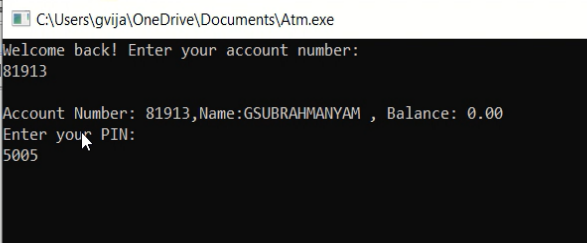 C:\Users\gvija\OneDrive\Documents\Atm.exe
Welcome back! Enter your account number:
81913
Account Number: 81913,Name:GSUBRAHMANYAM , Balance: 0.00
Enter your PIN:
5005